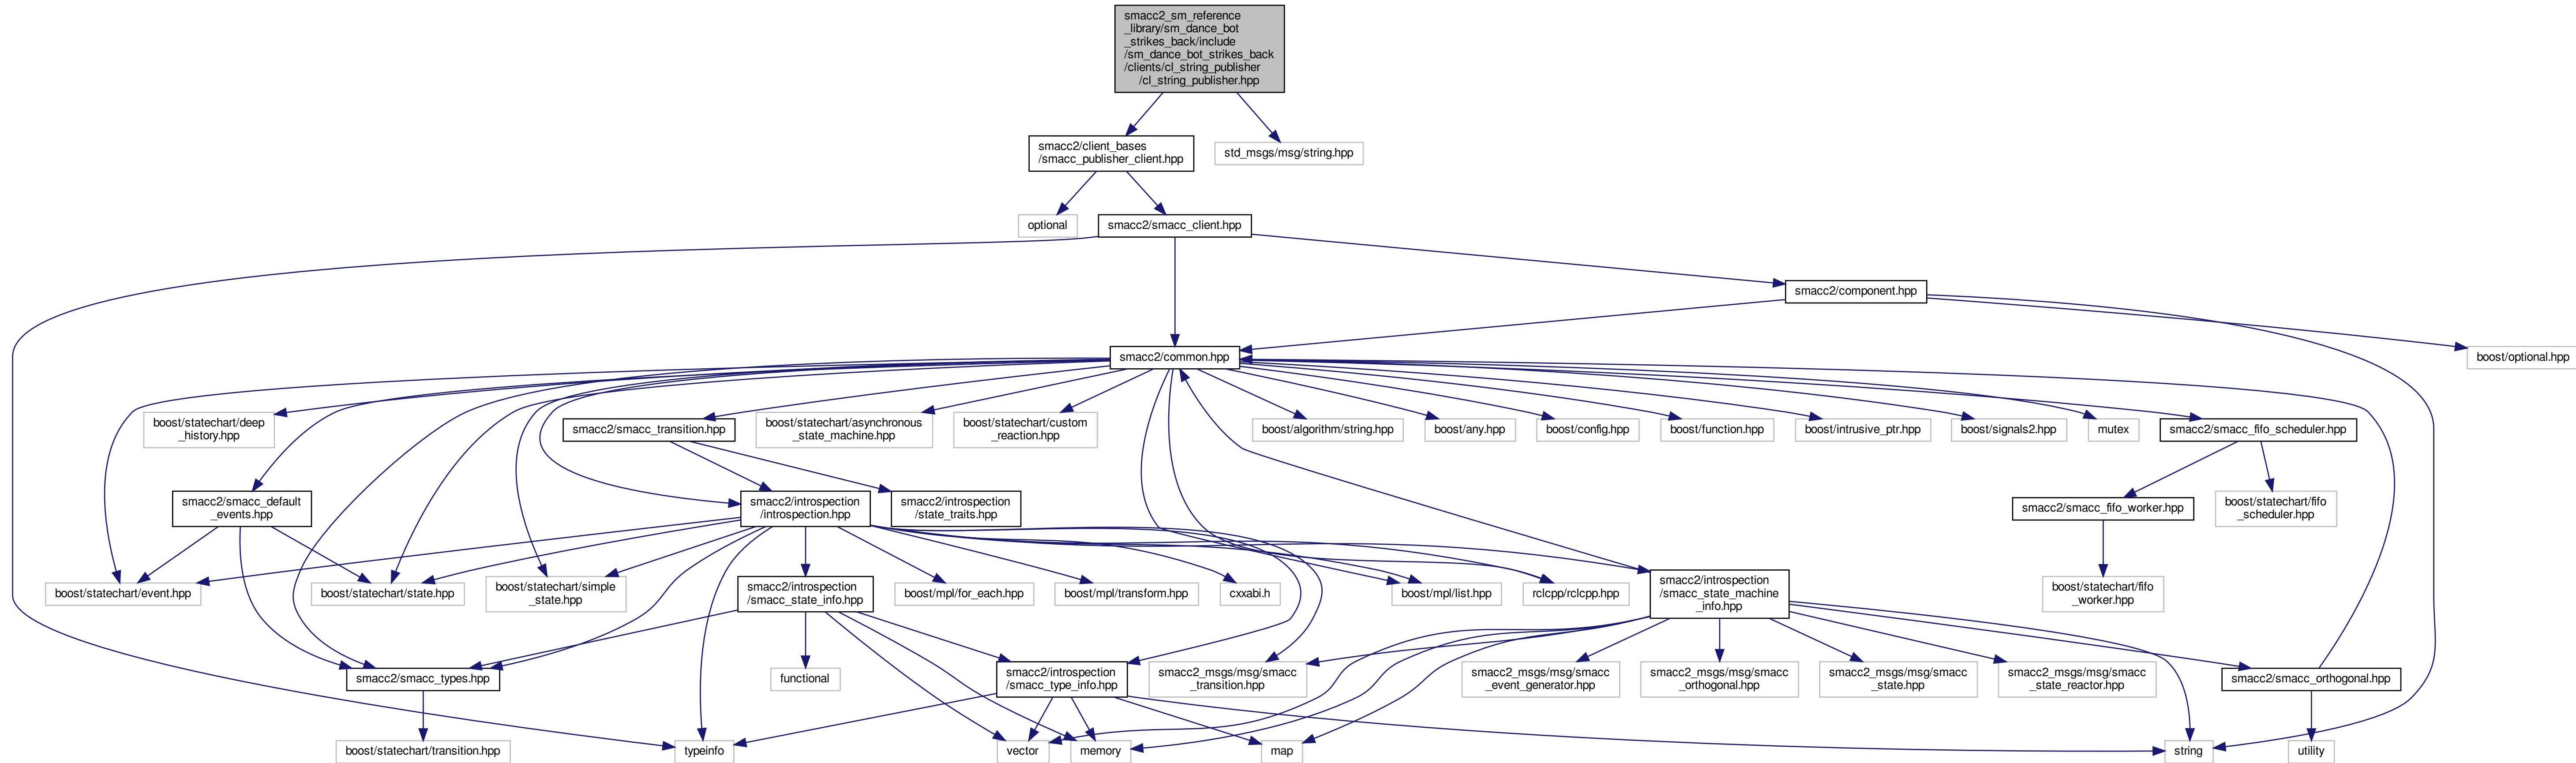 smacc2_sm_reference
_library/sm_dance_bot
_strikes_back/include
/sm_dance_bot_strikes_back
/clients/cl_string_publisher
/cl_string_publisher.hpp
smacc2/client_bases
/smacc_publisher_client.hpp
std_msgs/msg/string.hpp
optional
smacc2/smacc_client.hpp
smacc2/component.hpp
smacc2/common.hpp
boost/optional.hpp
boost/statechart/deep
_history.hpp
smacc2/smacc_transition.hpp
boost/statechart/asynchronous
_state_machine.hpp
boost/statechart/custom
_reaction.hpp
boost/algorithm/string.hpp
boost/any.hpp
boost/config.hpp
boost/function.hpp
boost/intrusive_ptr.hpp
boost/signals2.hpp
mutex
smacc2/smacc_fifo_scheduler.hpp
smacc2/smacc_default
_events.hpp
smacc2/introspection
/introspection.hpp
smacc2/introspection
/state_traits.hpp
smacc2/smacc_fifo_worker.hpp
boost/statechart/fifo
_scheduler.hpp
boost/statechart/event.hpp
boost/statechart/state.hpp
boost/statechart/simple
_state.hpp
smacc2/introspection
/smacc_state_info.hpp
boost/mpl/for_each.hpp
boost/mpl/transform.hpp
cxxabi.h
boost/mpl/list.hpp
rclcpp/rclcpp.hpp
smacc2/introspection
/smacc_state_machine
_info.hpp
boost/statechart/fifo
_worker.hpp
smacc2/smacc_types.hpp
functional
smacc2/introspection
/smacc_type_info.hpp
smacc2_msgs/msg/smacc
_transition.hpp
smacc2_msgs/msg/smacc
_event_generator.hpp
smacc2_msgs/msg/smacc
_orthogonal.hpp
smacc2_msgs/msg/smacc
_state.hpp
smacc2_msgs/msg/smacc
_state_reactor.hpp
smacc2/smacc_orthogonal.hpp
boost/statechart/transition.hpp
typeinfo
vector
memory
map
string
utility